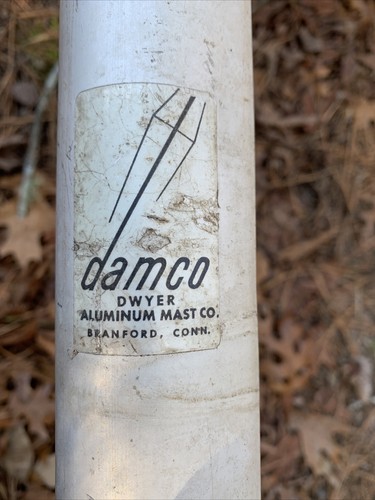 damco
DWYER
ALUMINUM MAST CO.
BRANFORD, CONN.